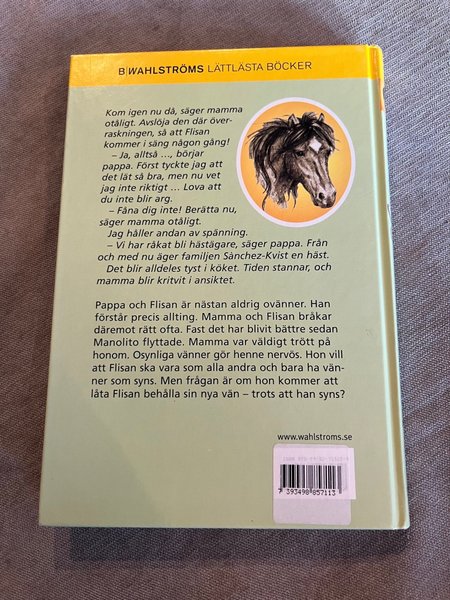 B|WAHLSTRÖMS LÄTTLÄSTA BÖCKER
Kom igen nu då, säger mamma
otåligt. Avslöja den där över-
raskningen, så att Flisan
kommer i säng någon gång!
– Ja, alltså ..., börjar
pappa. Först tyckte jag att
det lät så bra, men nu vet
jag inte riktigt ... Lova att
du inte blir arg.
– Fåna dig inte! Berätta nu,
säger mamma otåligt.
Jag håller andan av spänning.
– Vi har råkat bli hästägare, säger pappa. Från
och med nu äger familjen Sànchez-Kvist en häst.
Det blir alldeles tyst i köket. Tiden stannar, och
mamma blir kritvit i ansiktet.
Pappa och Flisan är nästan aldrig ovänner. Han
förstår precis allting. Mamma och Flisan bråkar
däremot rätt ofta. Fast det har blivit bättre sedan
Manolito flyttade. Mamma var väldigt trött på
honom. Osynliga vänner gör henne nervös. Hon vill
att Flisan ska vara som alla andra och bara ha vän-
ner som syns. Men frågan är om hon kommer att
låta Flisan behålla sin nya vän – trots att han syns?
www.wahlstroms.se
7 393498 857113